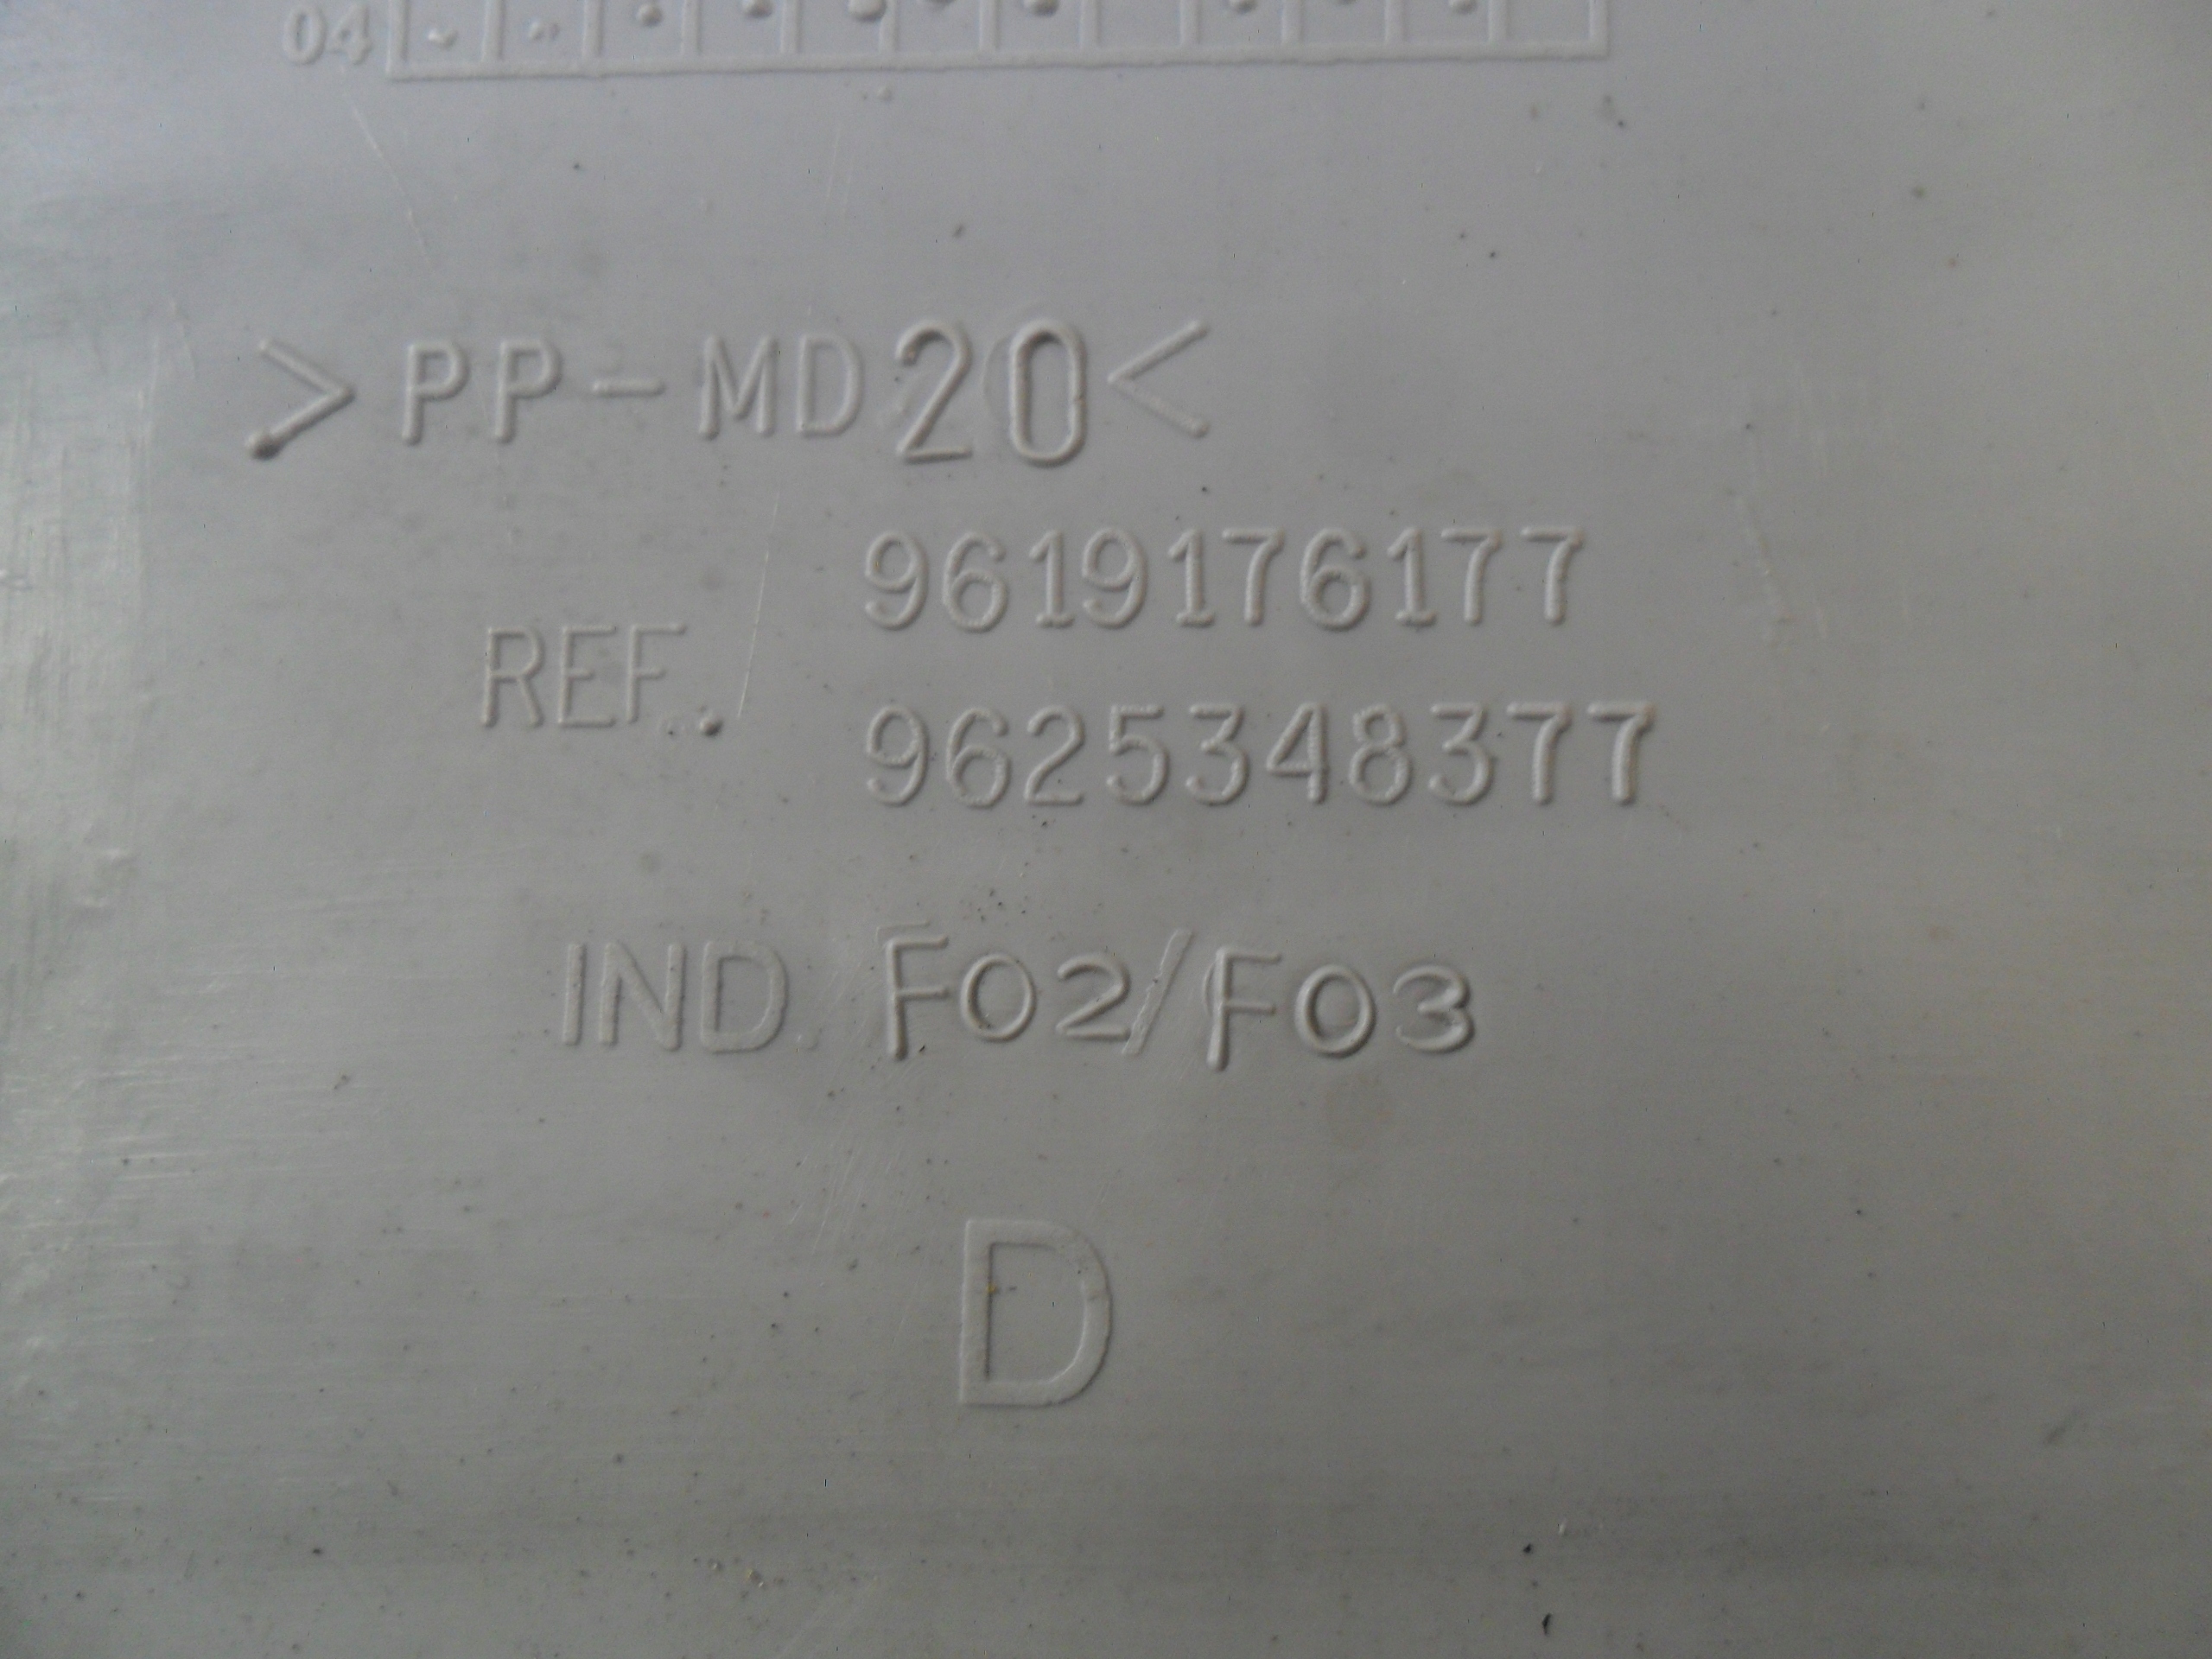 04
>PP-MD20<
9619176177
REF.
9625348377
IND. F02/F03
D